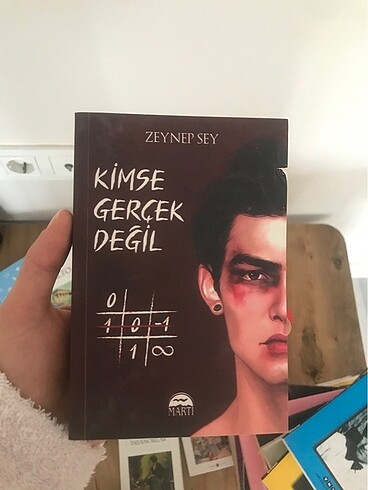 ZEYNEP SEY
KİMSE
GERÇEK
DEĞİL
0
1 0 -1
1 ∞
MARTI